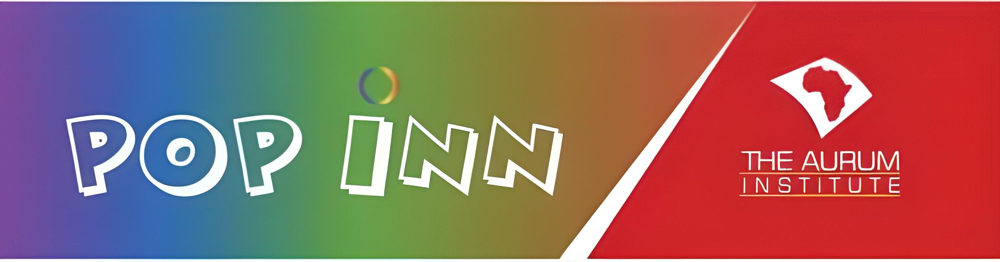 POP iNN
THE AURUM
INSTITUTE